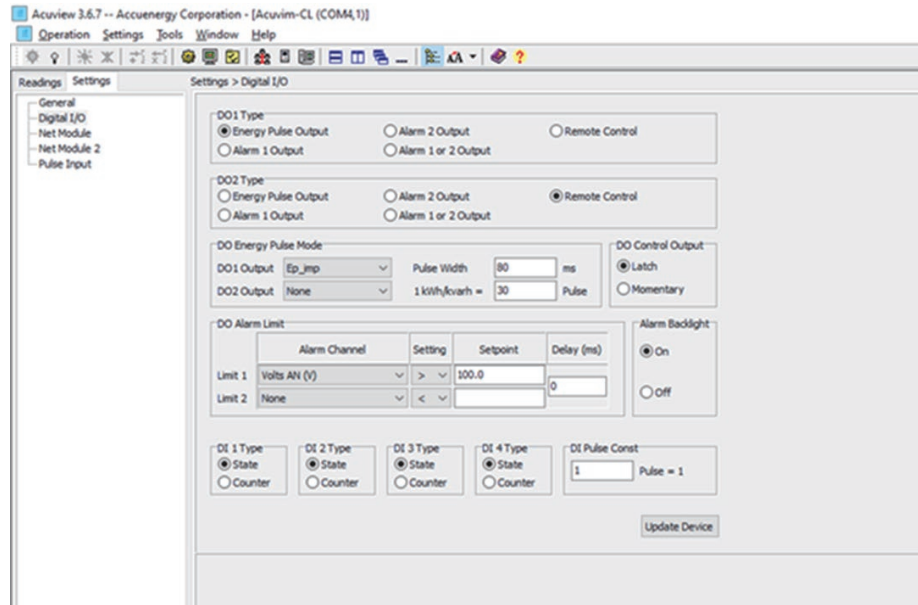 Acuview 3.6.7 -- Accuenergy Corporation - [Acuvim-CL (COM4,1)]
Operation Settings Tools Window Help
Readings Settings
Settings > Digital I/O
General
Digital I/O
Net Module
Net Module 2
Pulse Input
DO1 Type
Energy Pulse Output Alarm 2 Output Remote Control
Alarm 1 Output Alarm 1 or 2 Output
DO2 Type
Energy Pulse Output Alarm 2 Output Remote Control
Alarm 1 Output Alarm 1 or 2 Output
DO Energy Pulse Mode
DO1 Output Ep_imp Pulse Width 80 ms
DO2 Output None 1 kWh/kvarh = 30 Pulse
DO Control Output
Latch
Momentary
DO Alarm Limit
Alarm Channel Setting Setpoint Delay (ms)
Limit 1 Volts AN (V) > 100.0 0
Limit 2 None <
Alarm Backlight
On
Off
DI 1 Type DI 2 Type DI 3 Type DI 4 Type DI Pulse Const
State State State State 1 Pulse = 1
Counter Counter Counter Counter
Update Device